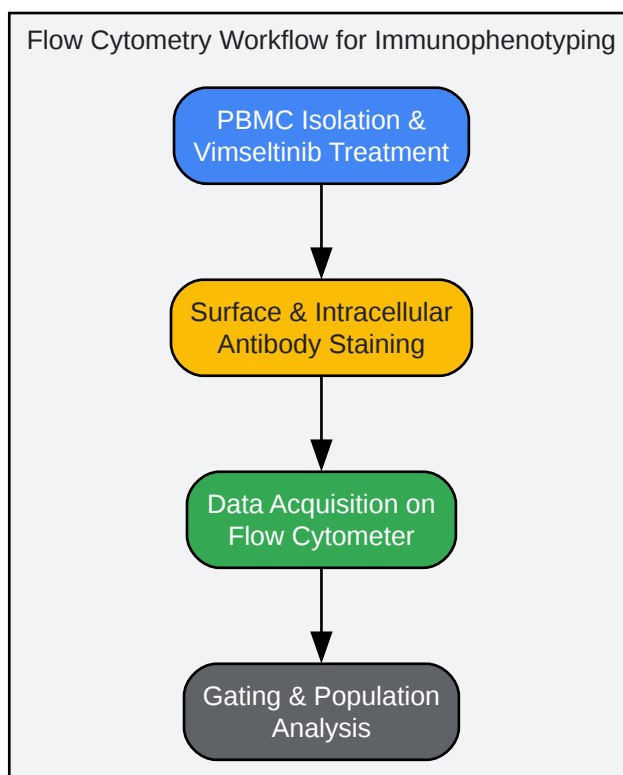 Flow Cytometry Workflow for Immunophenotyping
PBMC Isolation &
Vimseltinib Treatment
Surface & Intracellular
Antibody Staining
Data Acquisition on
Flow Cytometer
Gating & Population
Analysis